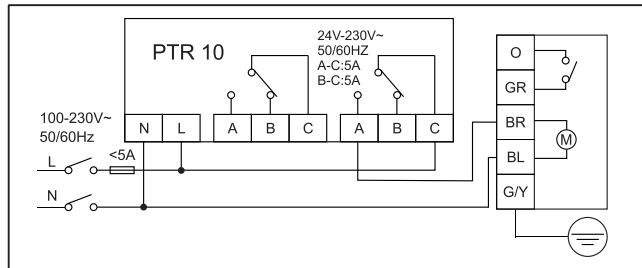 PTR 10
24V-230V~
50/60HZ
A-C:5A
B-C:5A
N L A B C A B C
100-230V~
50/60Hz
L <5A
N
O
GR
BR
M
BL
G/Y